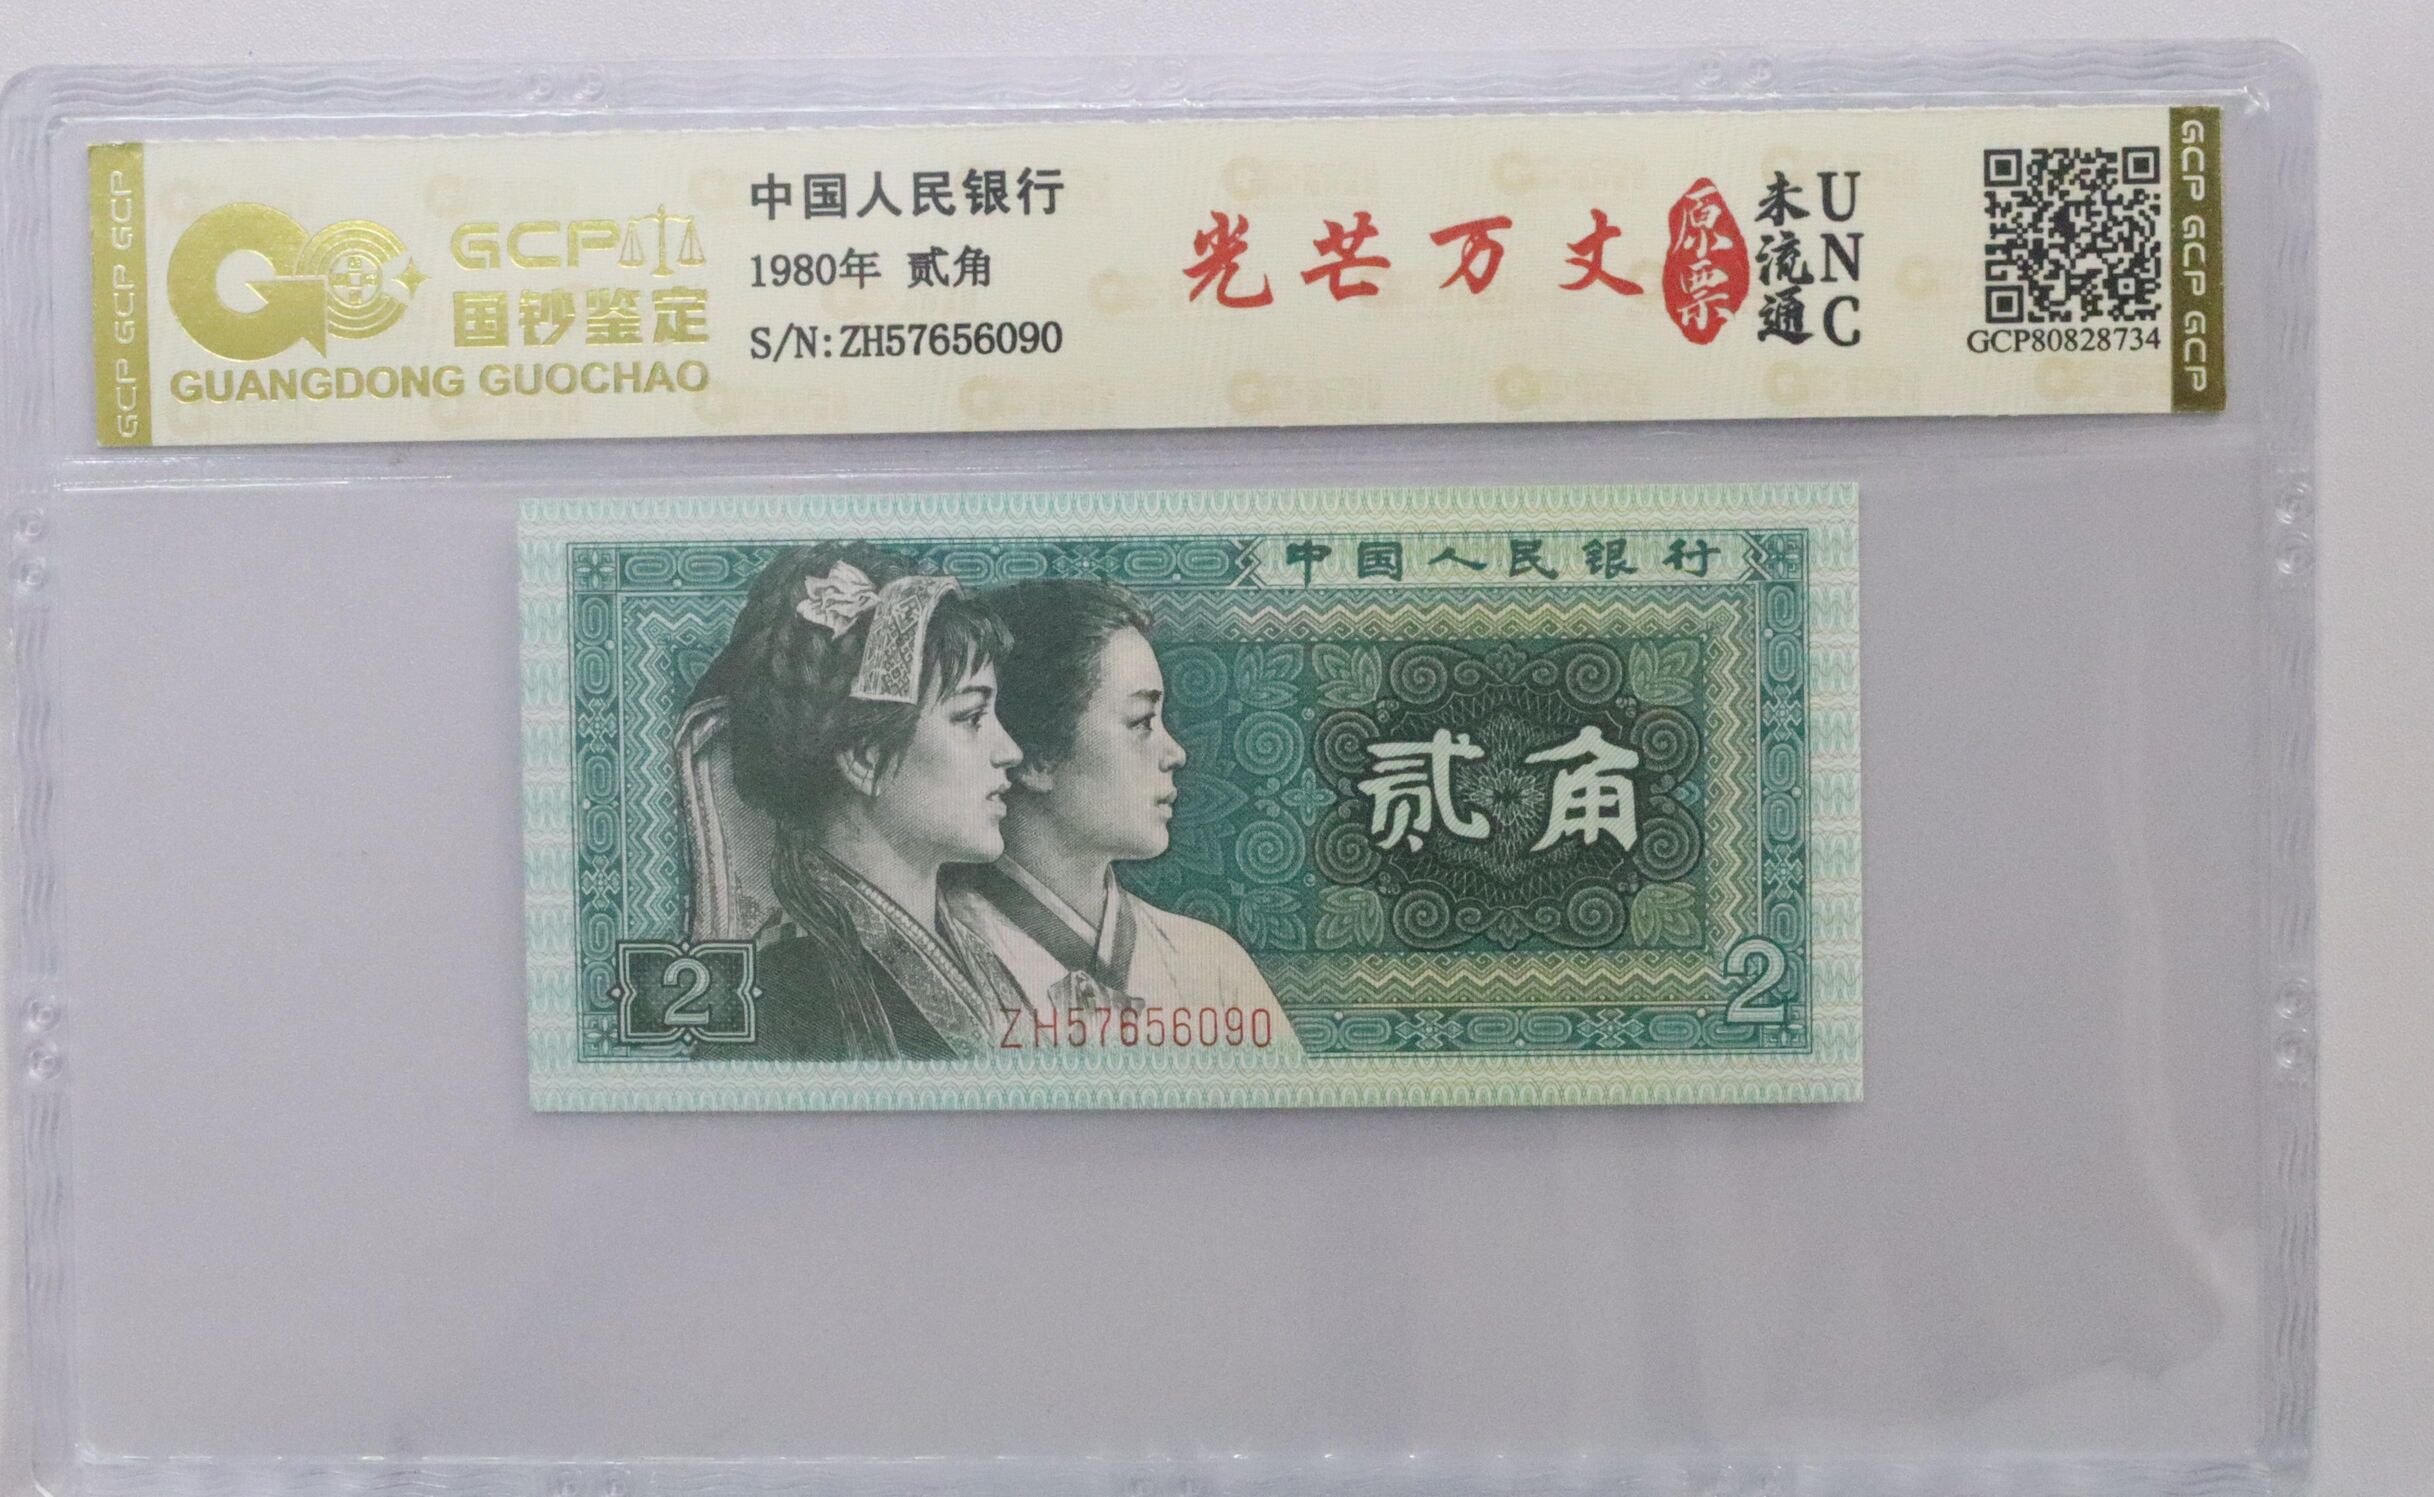 GCP GCP GCP
GCP
国钞鉴定
GUANGDONG GUOCHAO
中国人民银行
1980年 贰角
S/N:ZH57656090
光芒万丈
原票
未流通
UNC
GCP80828734
GCP GCP GCP
中国人民银行
贰角
2
2
ZH57656090